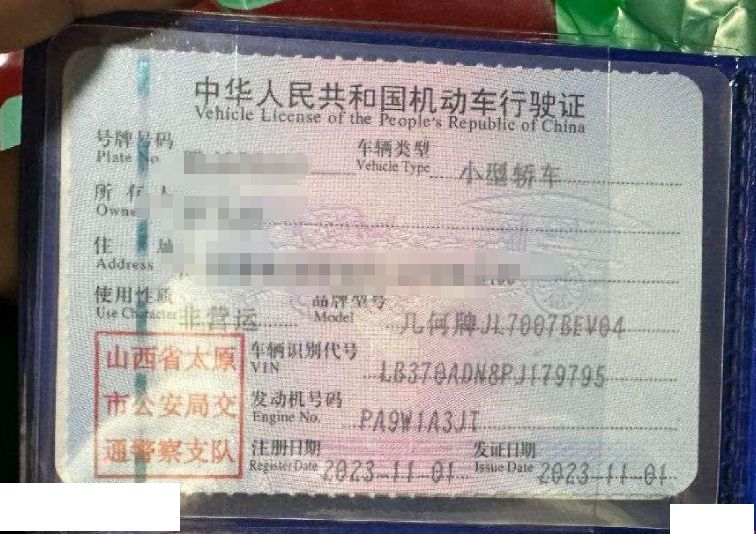 中华人民共和国机动车行驶证
Vehicle License of the People's Republic of China
号牌号码 车辆类型
Plate No. Vehicle Type 小型轿车
所有人
Owner
住 址
Address
使用性质 品牌型号
Use Character 非营运 Model 几何牌JL7007BEV04
山西省太原
市公安局交
通警察支队
车辆识别代号
VIN LB370ADN8PJ179795
发动机号码
Engine No. PA9W1A3JT
注册日期 发证日期
Register Date 2023-11-01 Issue Date 2023-11-01